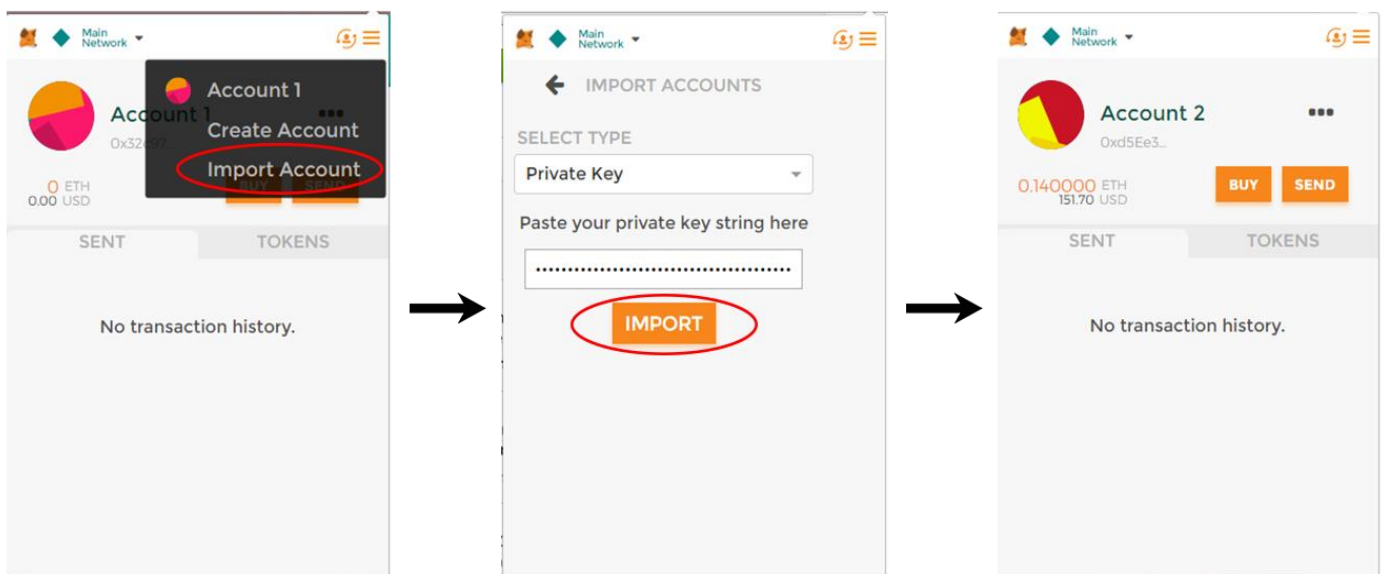 Main
Network
Account 1
Account 1
Create Account
0x32c97...
Import Account
0 ETH
BUY SEND
0.00 USD
SENT TOKENS
No transaction history.
Main
Network
IMPORT ACCOUNTS
SELECT TYPE
Private Key
Paste your private key string here
IMPORT
Main
Network
Account 2
0xd5Ee3...
0.140000 ETH
BUY SEND
151.70 USD
SENT TOKENS
No transaction history.